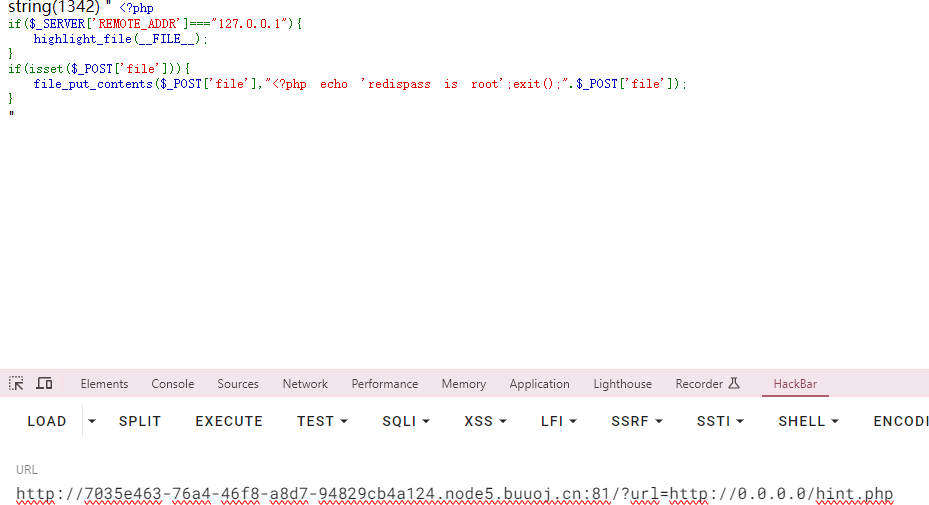 string(1342) " <?php
if($_SERVER['REMOTE_ADDR']==="127.0.0.1"){
    highlight_file(__FILE__);
}
if(isset($_POST['file'])){
    file_put_contents($_POST['file'],"<?php echo 'redispass is root';exit();".$_POST['file']);
}
"
Elements Console Sources Network Performance Memory Application Lighthouse Recorder HackBar
LOAD SPLIT EXECUTE TEST SQLI XSS LFI SSRF SSTI SHELL ENCODI
URL
http://7035e463-76a4-46f8-a8d7-94829cb4a124.node5.buuoj.cn:81/?url=http://0.0.0.0/hint.php